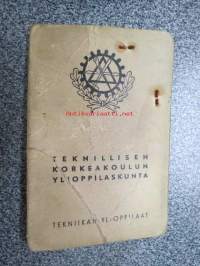 TEKNILLISEN
KORKEAKOULUN
YLIOPPILASKUNTA
TEKNIIKAN YLIOPPILAAT